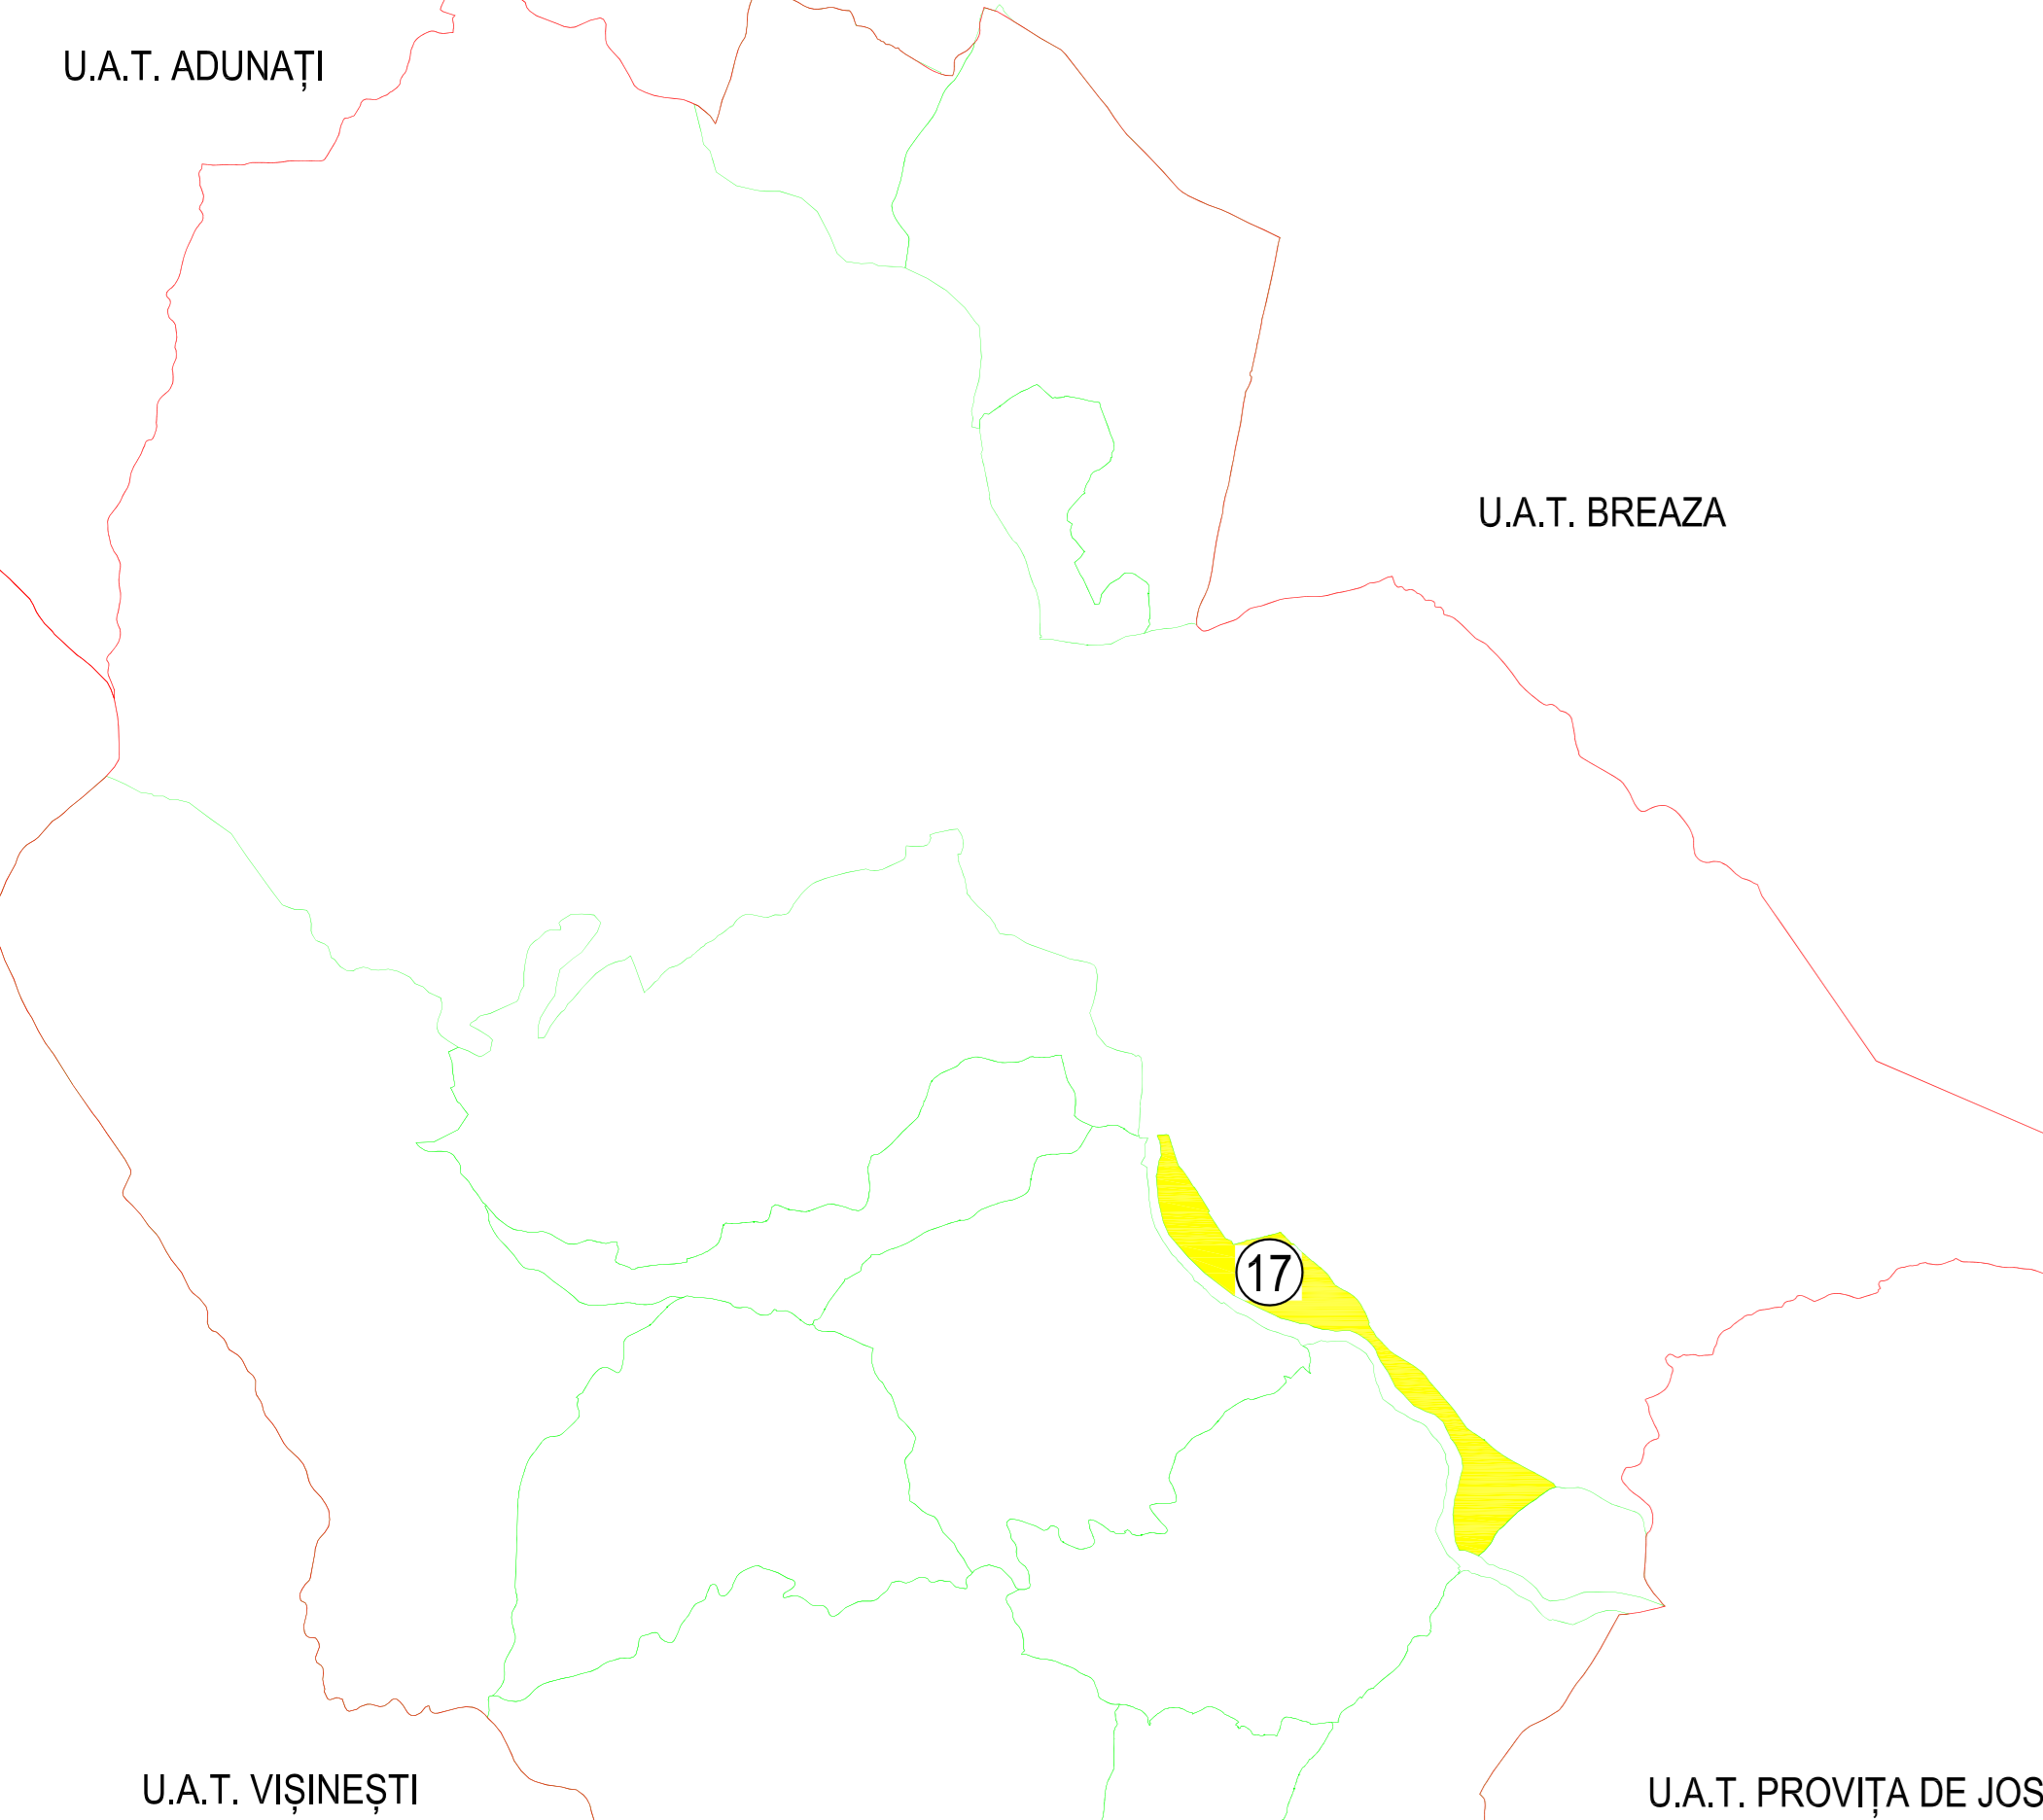 U.A.T. ADUNAȚI
U.A.T. BREAZA
17
U.A.T. VIȘINEȘTI
U.A.T. PROVIȚA DE JOS